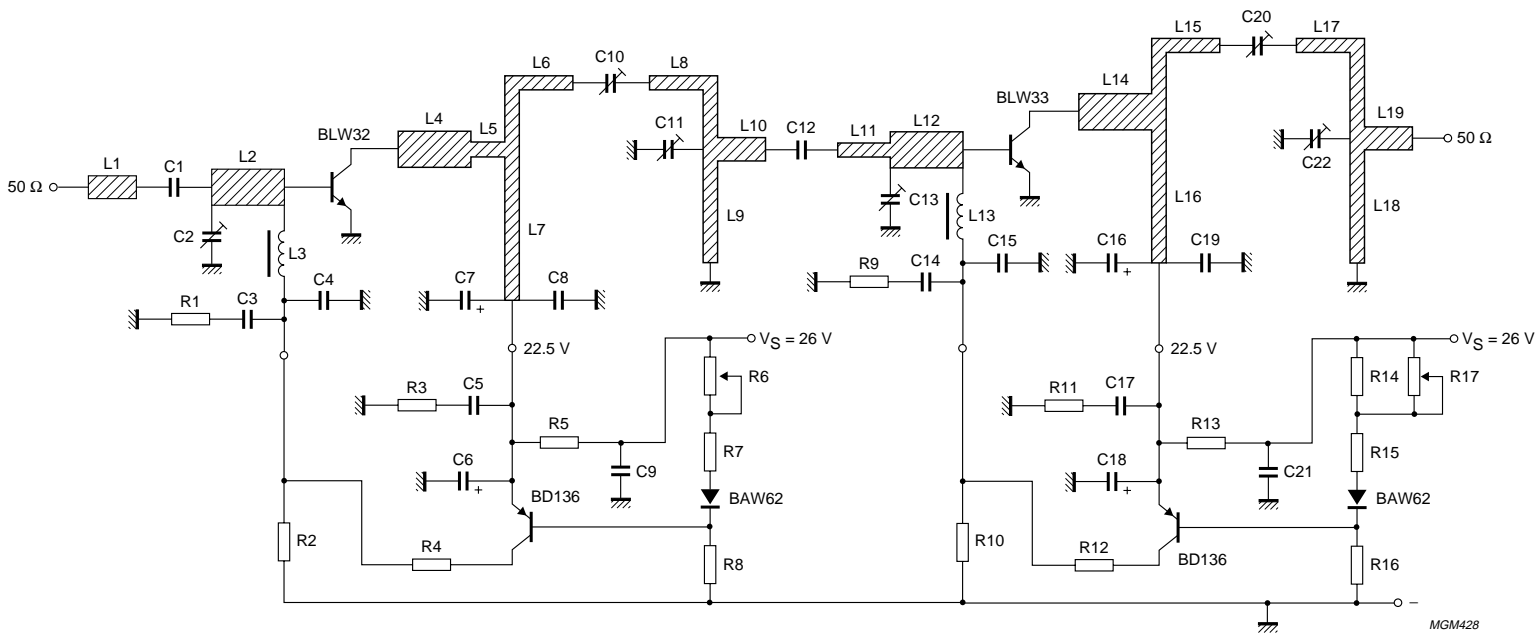 C20
L15
L17
C10
L6
L8
BLW33
L14
C11
L10
C12
L11
L12
L19
50 Ω
BLW32
L4
L5
C22
50 Ω
L1
C1
L2
C13
L13
L16
L18
C2
L3
L7
L9
C15
C16
C19
+
R9
C14
C4
C7
C8
+
R1
C3
22.5 V
VS = 26 V
22.5 V
VS = 26 V
R6
R14
R17
R3
C5
R11
C17
R5
R13
R7
R15
C6
+
C9
C18
+
C21
BD136
BAW62
BAW62
R2
R4
R8
R10
R12
BD136
R16
–
MGM428